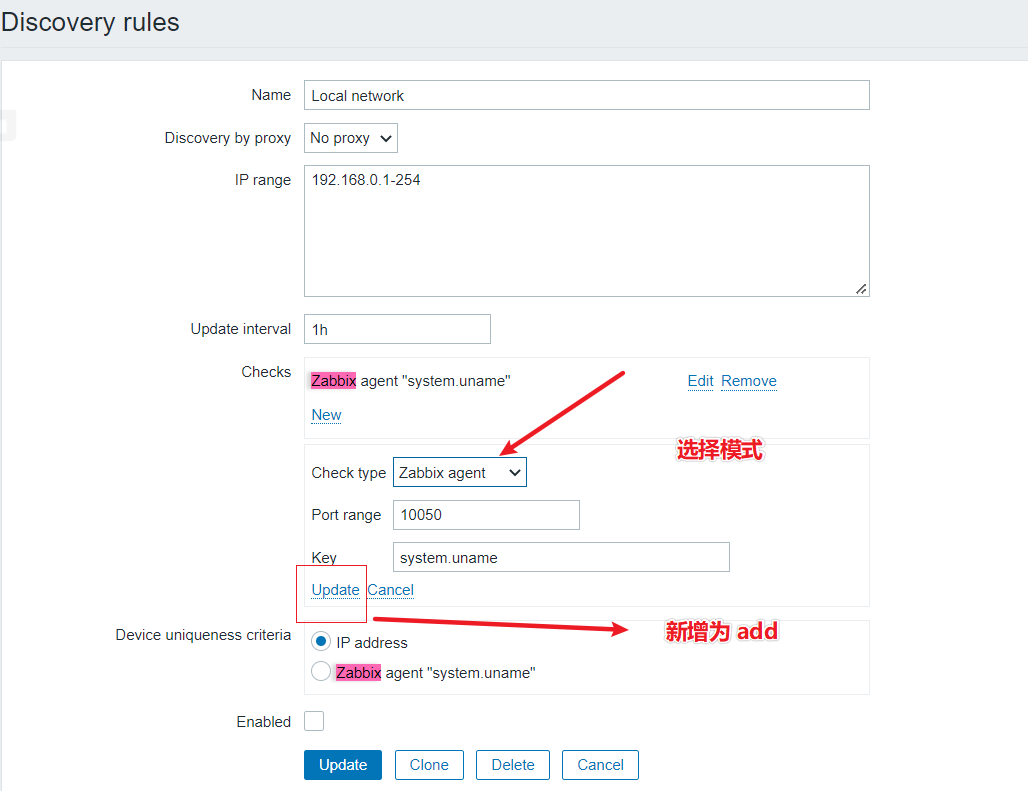 Discovery rules
Name Local network
Discovery by proxy No proxy
IP range 192.168.0.1-254
Update interval 1h
Checks Zabbix agent "system.uname" Edit Remove
New
选择模式
Check type Zabbix agent
Port range 10050
Key system.uname
Update Cancel
新增为 add
Device uniqueness criteria IP address
Zabbix agent "system.uname"
Enabled
Update Clone Delete Cancel